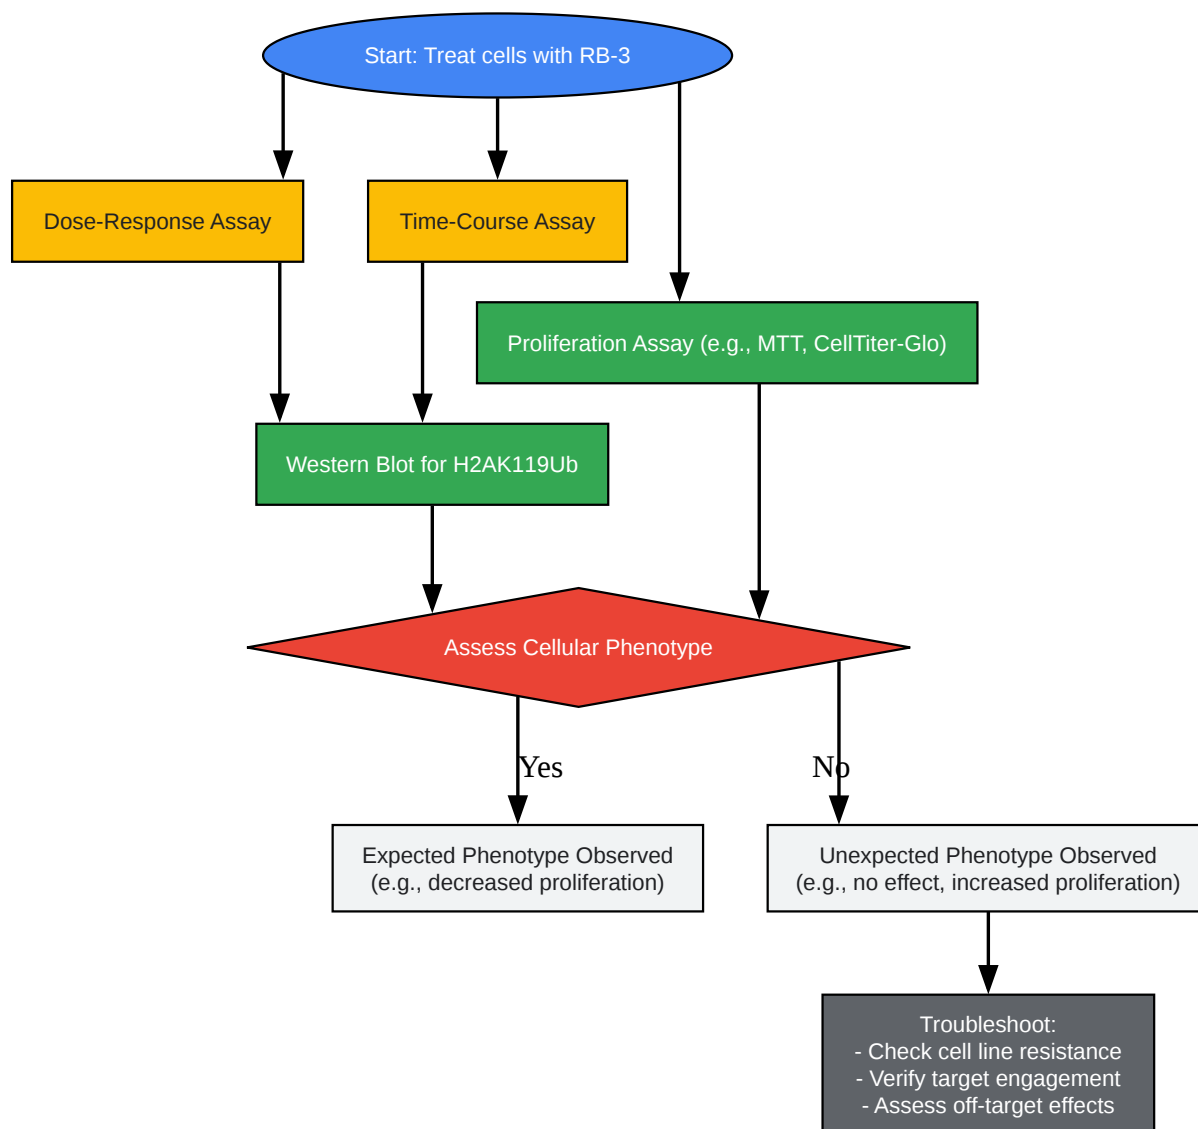 Start: Treat cells with RB-3
Dose-Response Assay
Time-Course Assay
Proliferation Assay (e.g., MTT, CellTiter-Glo)
Western Blot for H2AK119Ub
Assess Cellular Phenotype
Yes
No
Expected Phenotype Observed
(e.g., decreased proliferation)
Unexpected Phenotype Observed
(e.g., no effect, increased proliferation)
Troubleshoot:
- Check cell line resistance
- Verify target engagement
- Assess off-target effects